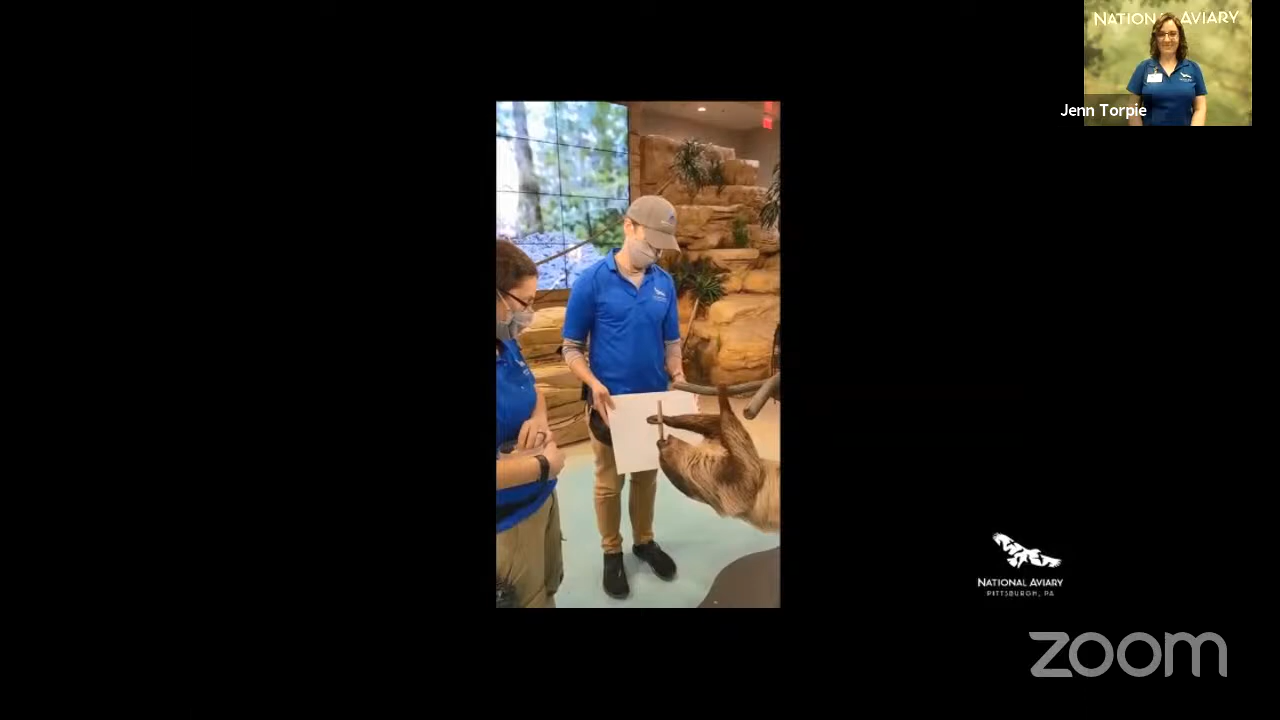 NATIONAL AVIARY
Jenn Torpie
NATIONAL AVIARY
PITTSBURGH, PA
zoom